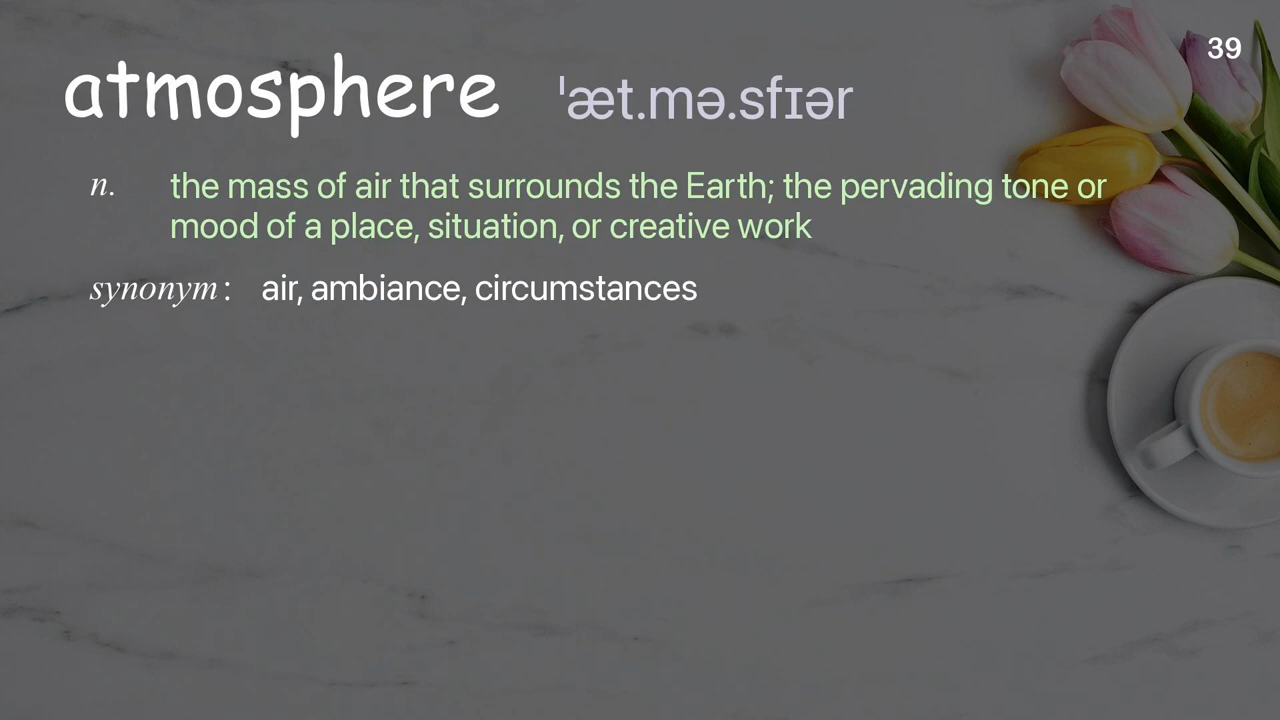 39
atmosphere ˈæt.mə.sfɪər
n. the mass of air that surrounds the Earth; the pervading tone or
mood of a place, situation, or creative work
synonym: air, ambiance, circumstances